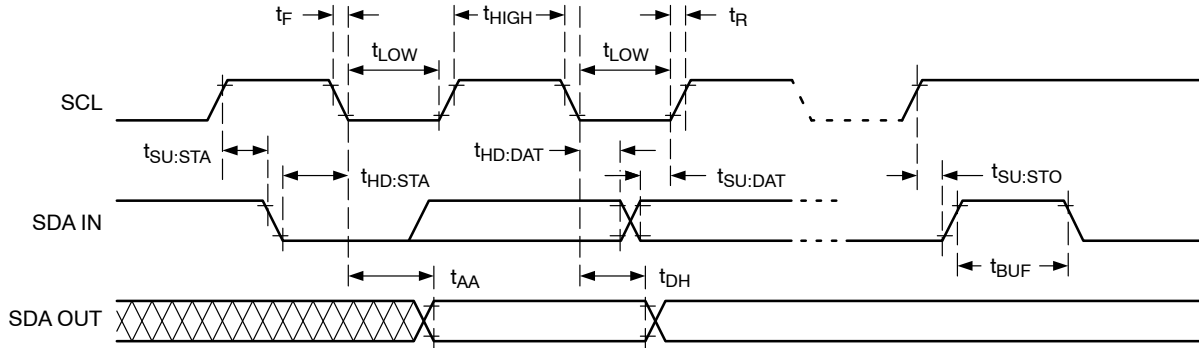 tF
tHIGH
tR
tLOW
tLOW
SCL
tSU:STA
tHD:STA
tHD:DAT
tSU:DAT
tSU:STO
SDA IN
tAA
tDH
tBUF
SDA OUT